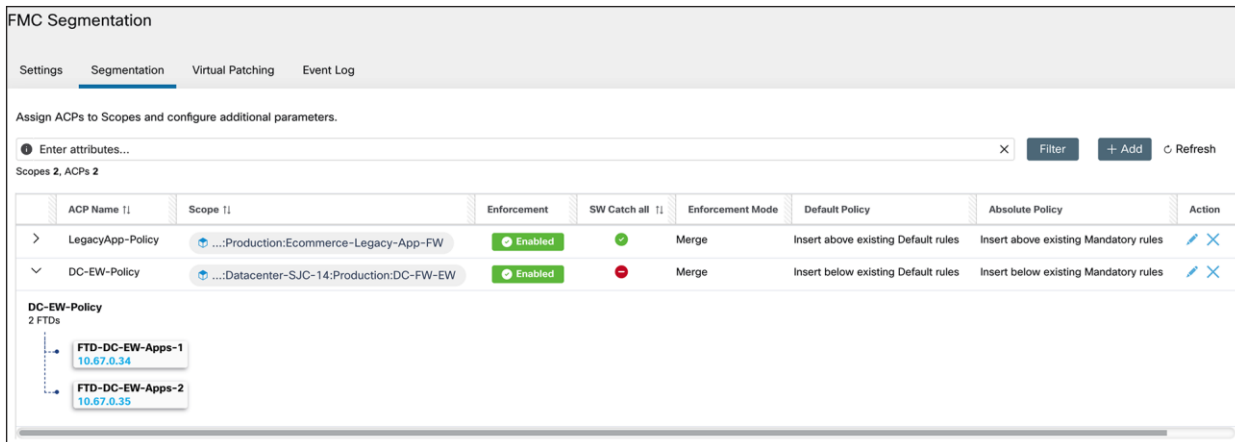 FMC Segmentation
Settings Segmentation Virtual Patching Event Log
Assign ACPs to Scopes and configure additional parameters.
Enter attributes... Filter + Add Refresh
Scopes 2, ACPs 2
ACP Name Scope Enforcement SW Catch all Enforcement Mode Default Policy Absolute Policy Action
LegacyApp-Policy ...:Production:Ecommerce-Legacy-App-FW Enabled Merge Insert above existing Default rules Insert above existing Mandatory rules
DC-EW-Policy ...:Datacenter-SJC-14:Production:DC-FW-EW Enabled Merge Insert below existing Default rules Insert below existing Mandatory rules
DC-EW-Policy
2 FTDs
FTD-DC-EW-Apps-1
10.67.0.34
FTD-DC-EW-Apps-2
10.67.0.35